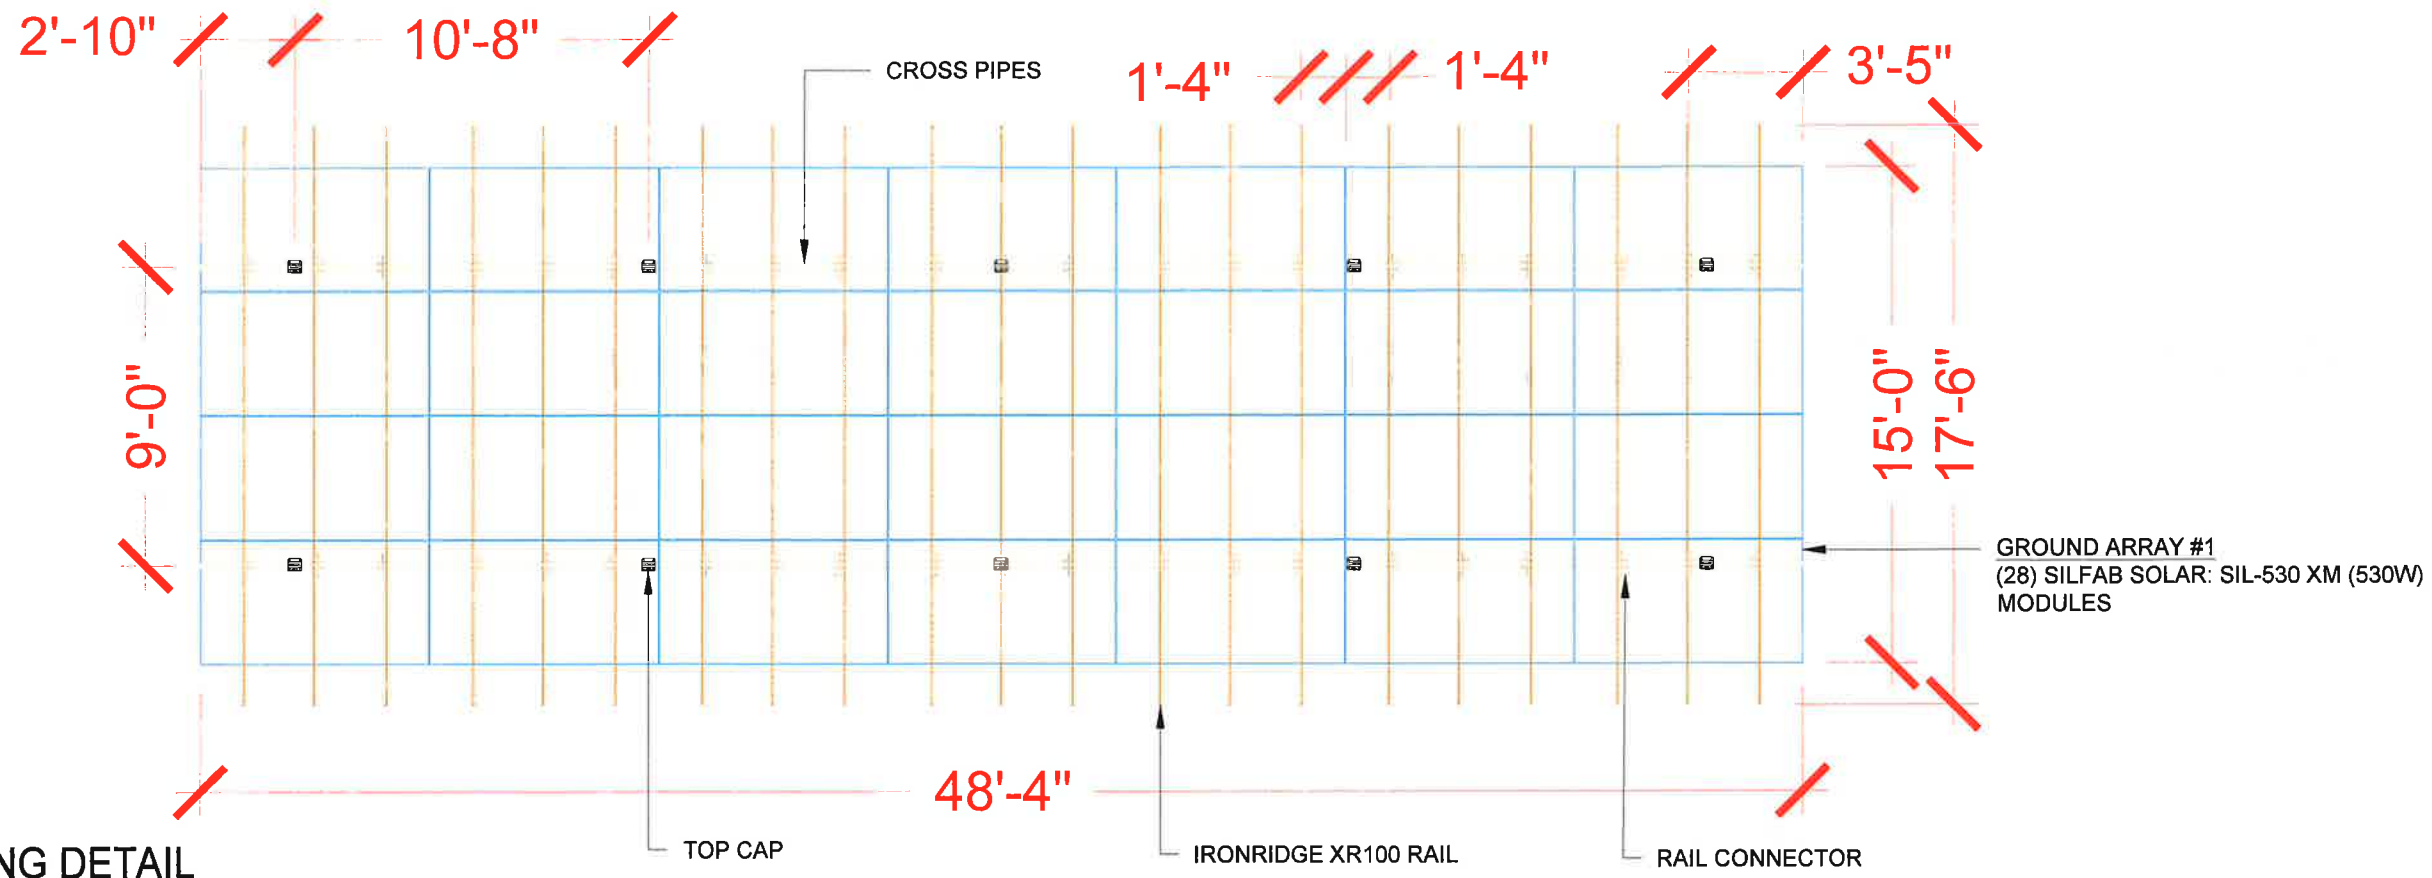 2'-10"
10'-8"
CROSS PIPES
1'-4"
1'-4"
3'-5"
9'-0"
15'-0"
17'-6"
GROUND ARRAY #1
(28) SILFAB SOLAR: SIL-530 XM (530W)
MODULES
48'-4"
TOP CAP
IRONRIDGE XR100 RAIL
RAIL CONNECTOR
NG DETAIL